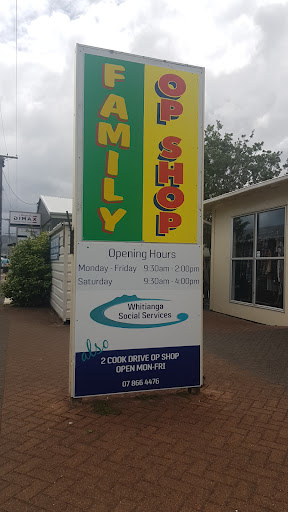 FAMILY
OP SHOP
Opening Hours
Monday - Friday 9:30am - 2:00pm
Saturday 9:30am - 4:00pm
Whitianga
Social Services
also
2 COOK DRIVE OP SHOP
OPEN MON-FRI
07 866 4476
DIMAX